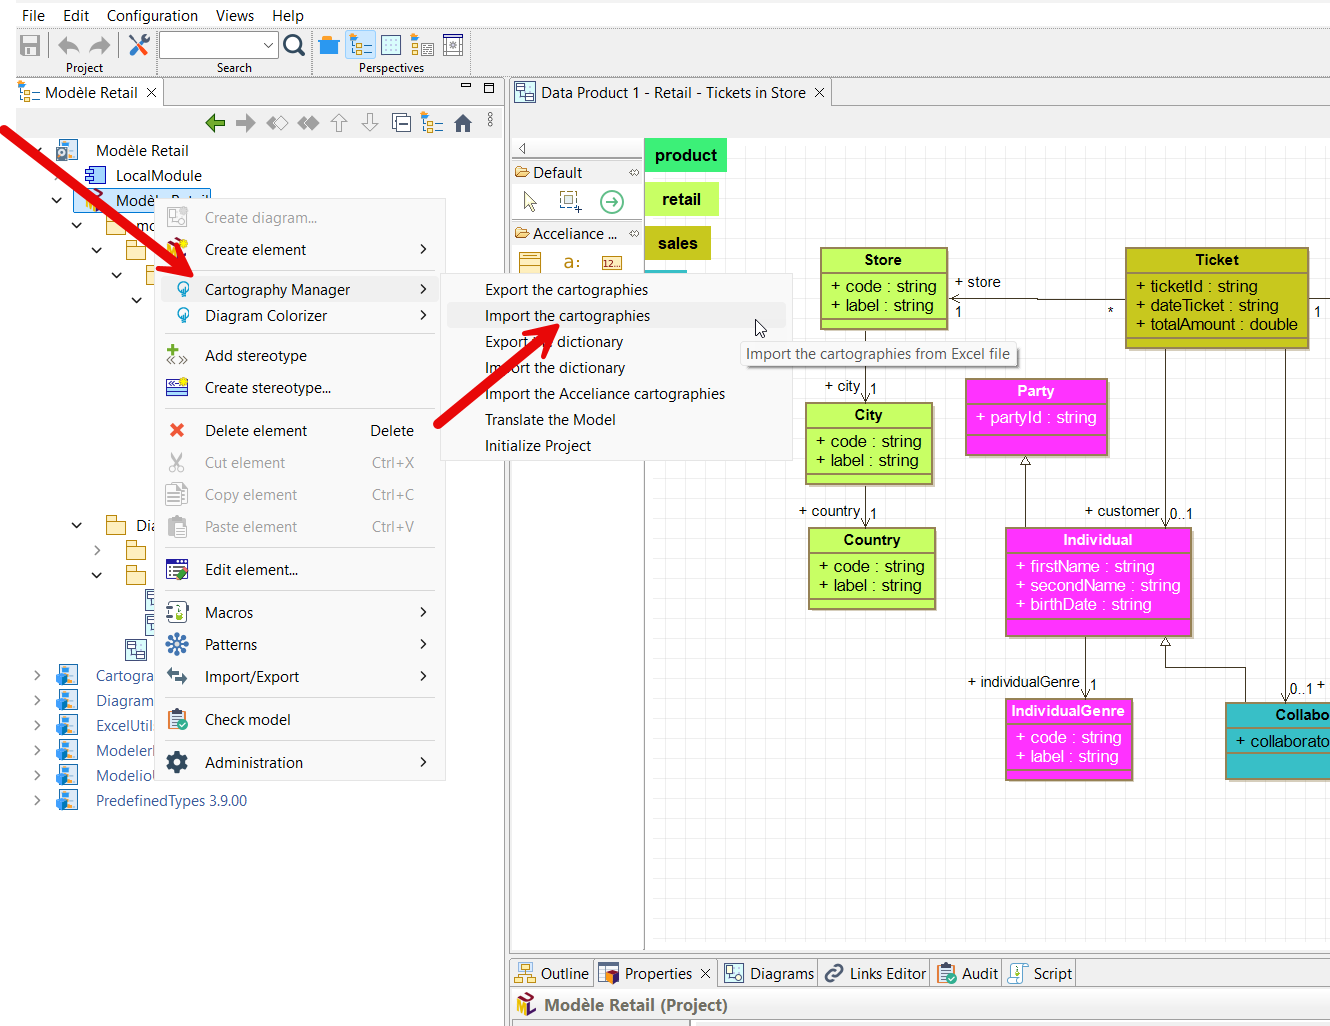 File Edit Configuration Views Help
Project Search Perspectives
Modèle Retail
Data Product 1 - Retail - Tickets in Store
Modèle Retail
LocalModule
Modèle Retail
Create diagram...
Create element
Cartography Manager
Diagram Colorizer
Add stereotype
Create stereotype...
Delete element Delete
Cut element Ctrl+X
Copy element Ctrl+C
Paste element Ctrl+V
Edit element...
Macros
Patterns
Import/Export
Check model
Administration
Export the cartographies
Import the cartographies
Export the dictionary
Import the dictionary
Import the Acceliance cartographies
Translate the Model
Initialize Project
Import the cartographies from Excel file
Dia
Cartogra
Diagram
ExcelUtil
Modeler
Modelio
PredefinedTypes 3.9.00
Default
Acceliance ...
a:
12...
product
retail
sales
Store
+ code : string
+ label : string
+ store
1
*
Ticket
+ ticketId : string
+ dateTicket : string
+ totalAmount : double
1
+ city 1
City
+ code : string
+ label : string
+ country 1
Country
+ code : string
+ label : string
Party
+ partyId : string
+ customer 0..1
Individual
+ firstName : string
+ secondName : string
+ birthDate : string
+ individualGenre 1
IndividualGenre
+ code : string
+ label : string
0..1 +
Collabo
+ collaborato
Outline Properties Diagrams Links Editor Audit Script
Modèle Retail (Project)